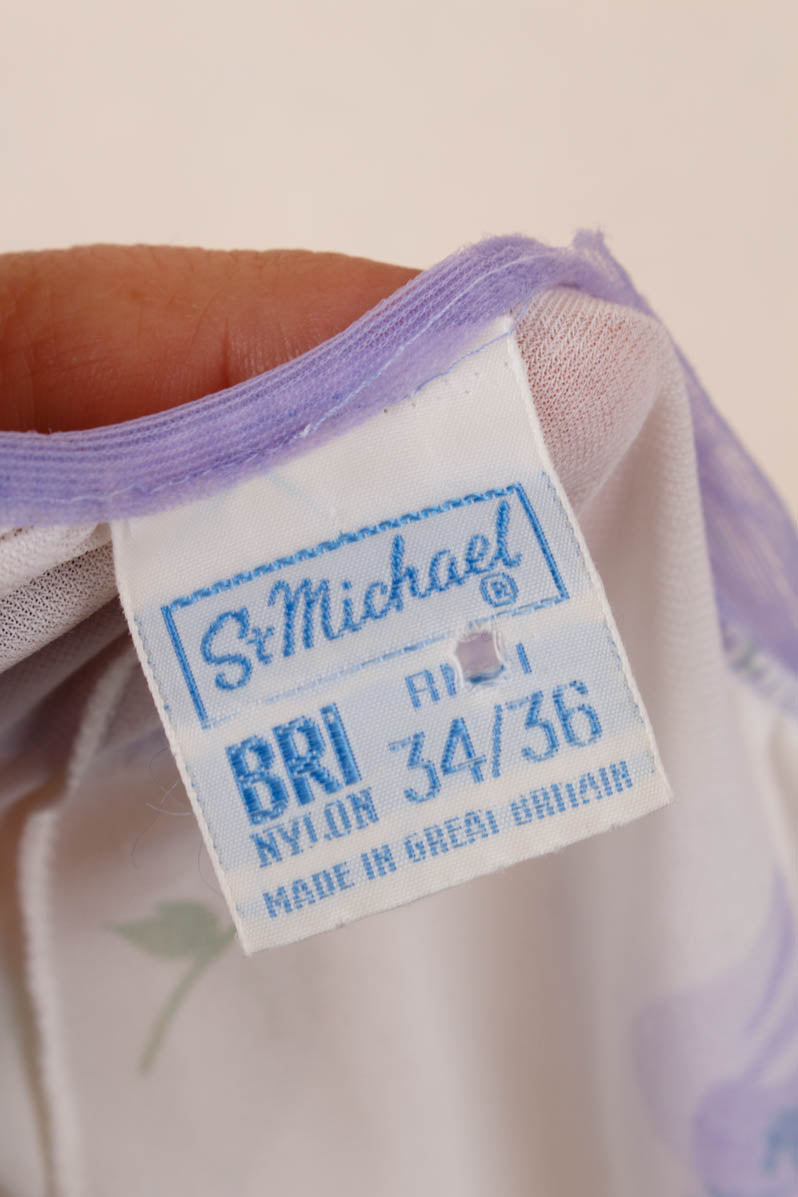 St Michael ®
34/36
BRI
NYLON
MADE IN GREAT BRITAIN